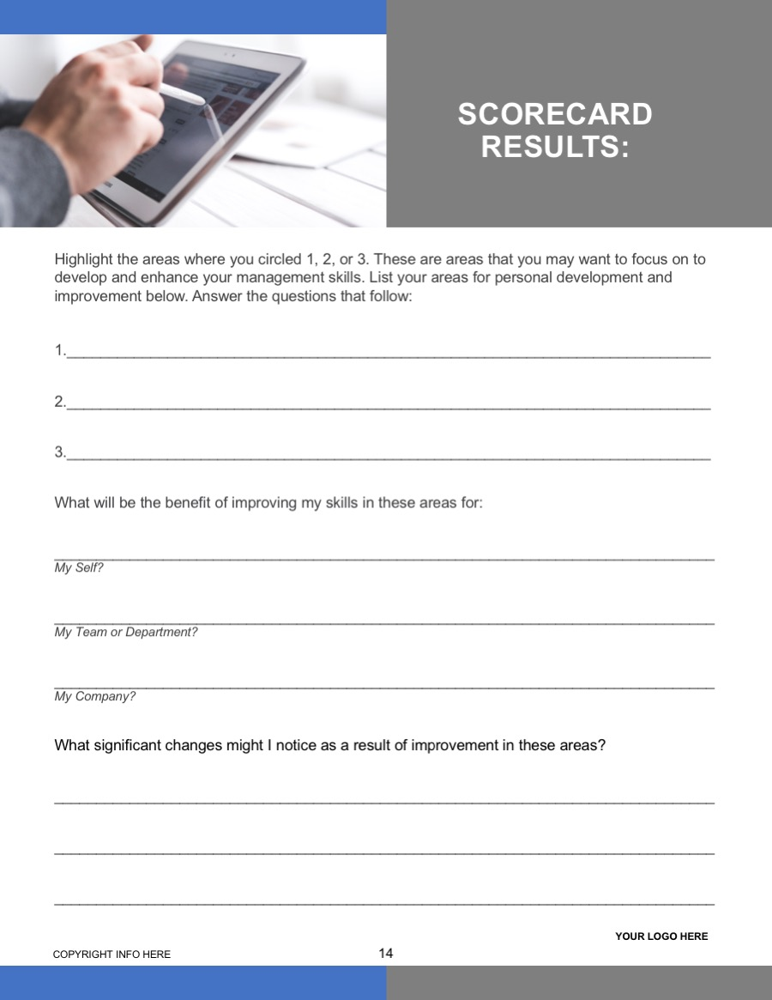 SCORECARD
RESULTS:
Highlight the areas where you circled 1, 2, or 3. These are areas that you may want to focus on to
develop and enhance your management skills. List your areas for personal development and
improvement below. Answer the questions that follow:
1.
2.
3.
What will be the benefit of improving my skills in these areas for:
My Self?
My Team or Department?
My Company?
What significant changes might I notice as a result of improvement in these areas?
YOUR LOGO HERE
COPYRIGHT INFO HERE
14